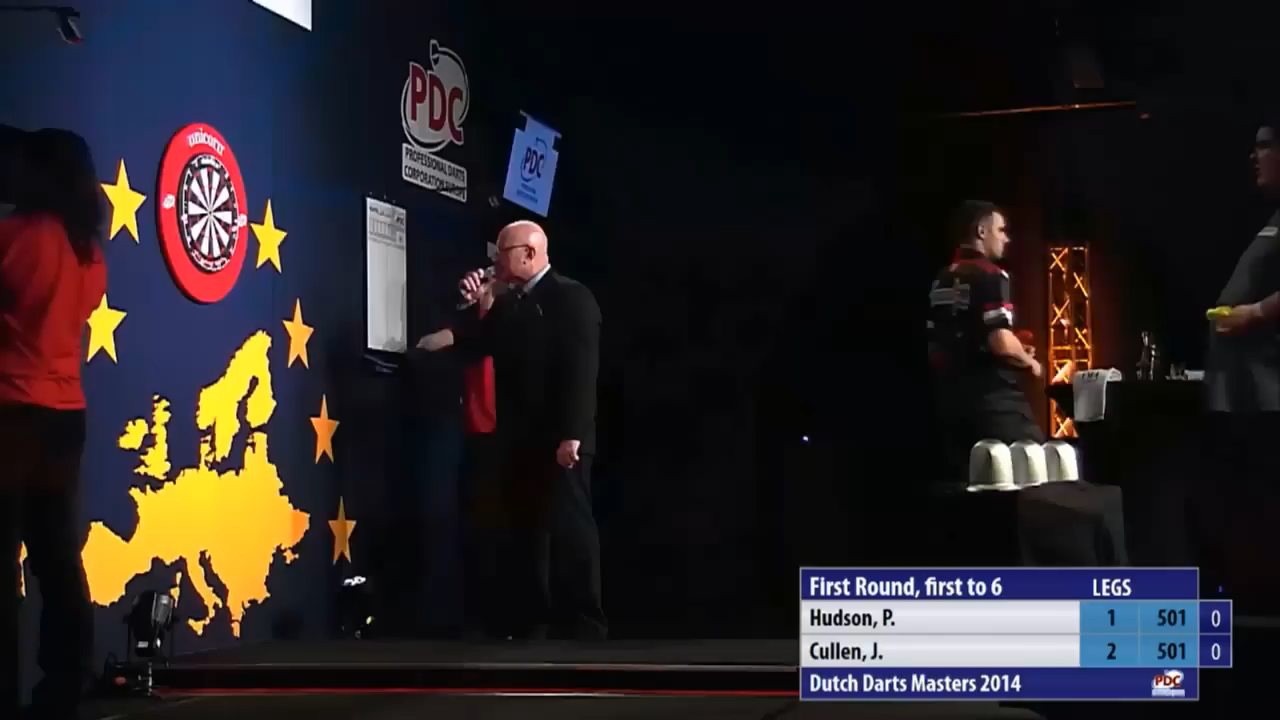 unicorn
PDC
PROFESSIONAL DARTS
CORPORATION EUROPE
PDC
First Round, first to 6 LEGS
Hudson, P. 1 501 0
Cullen, J. 2 501 0
Dutch Darts Masters 2014 PDC